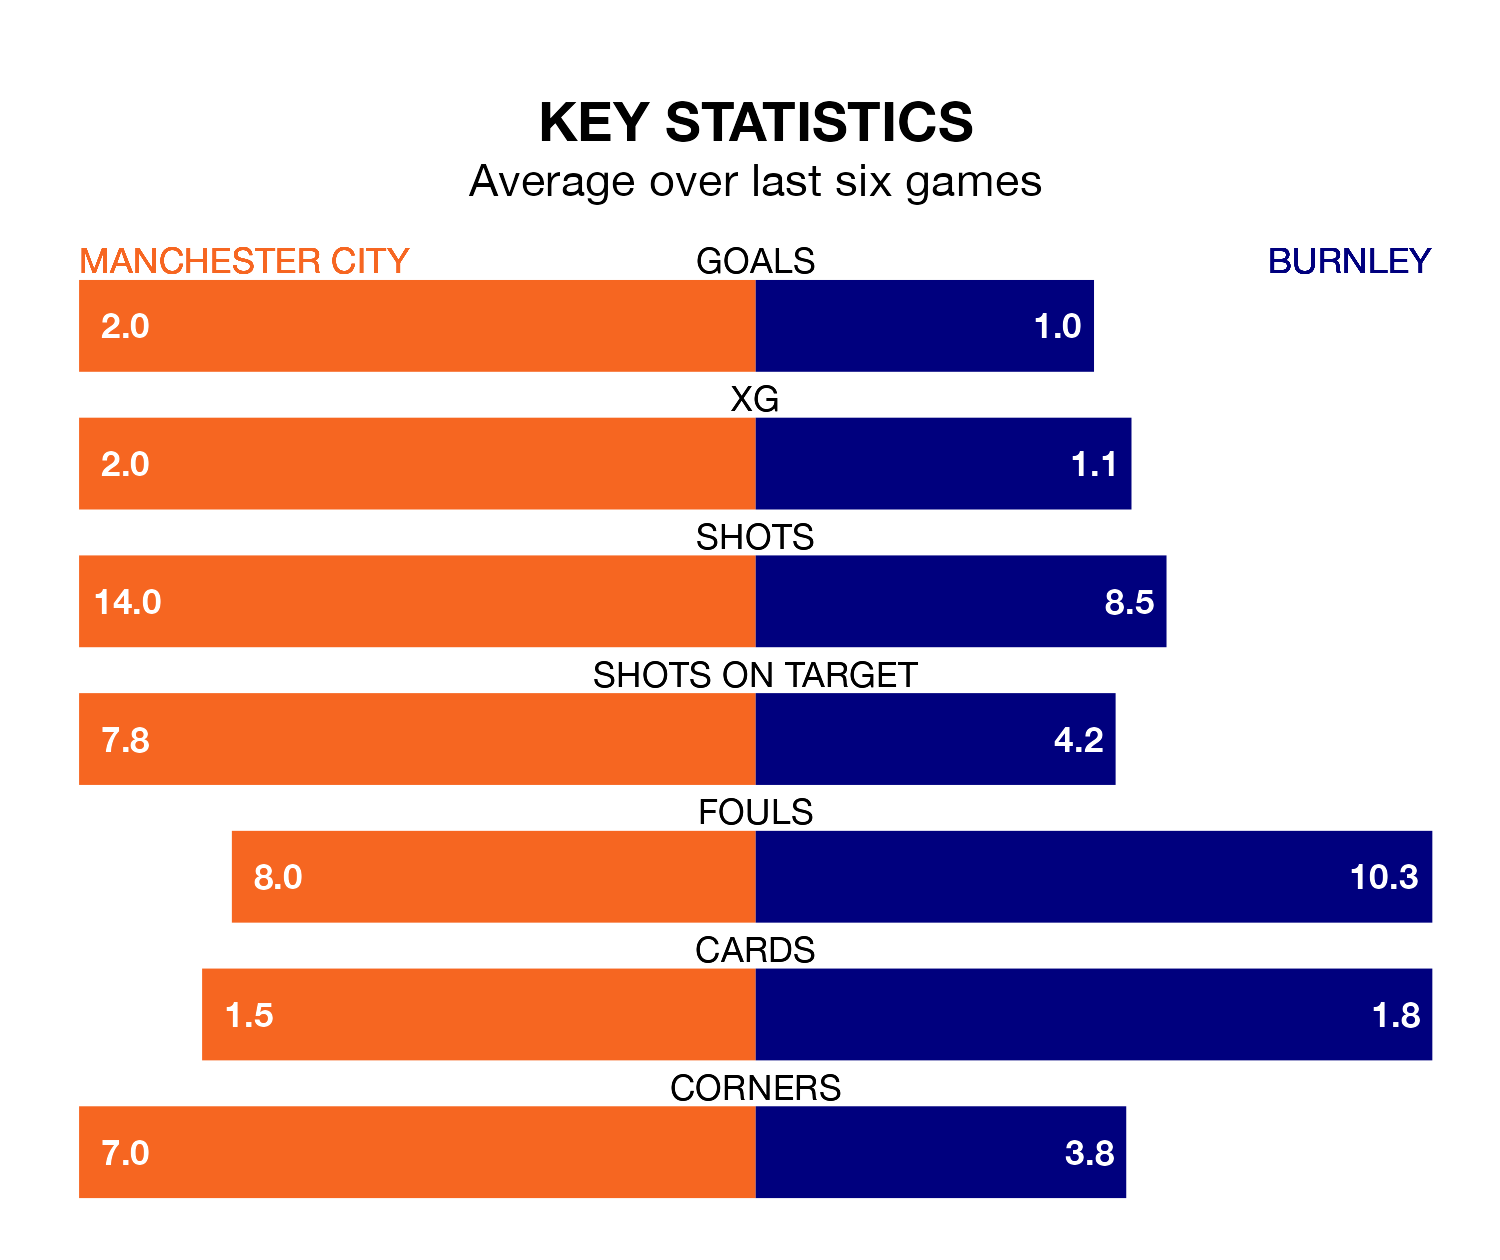 KEY STATISTICS
Average over last six games
MANCHESTER CITY GOALS BURNLEY
2.0 1.0
XG
2.0 1.1
SHOTS
14.0 8.5
SHOTS ON TARGET
7.8 4.2
FOULS
8.0 10.3
CARDS
1.5 1.8
CORNERS
7.0 3.8